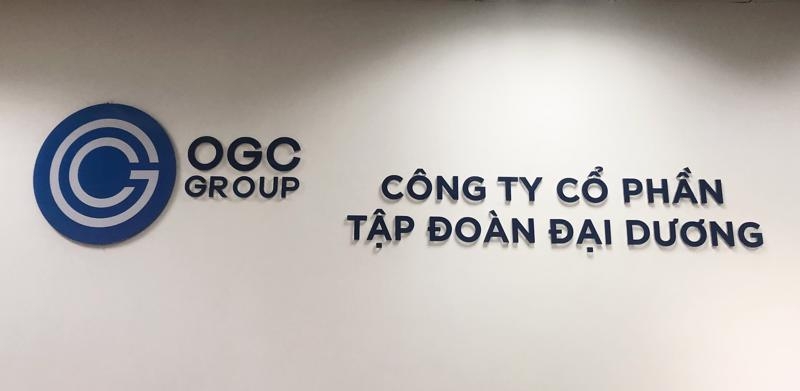 OGC
GROUP
CÔNG TY CỔ PHẦN
TẬP ĐOÀN ĐẠI DƯƠNG